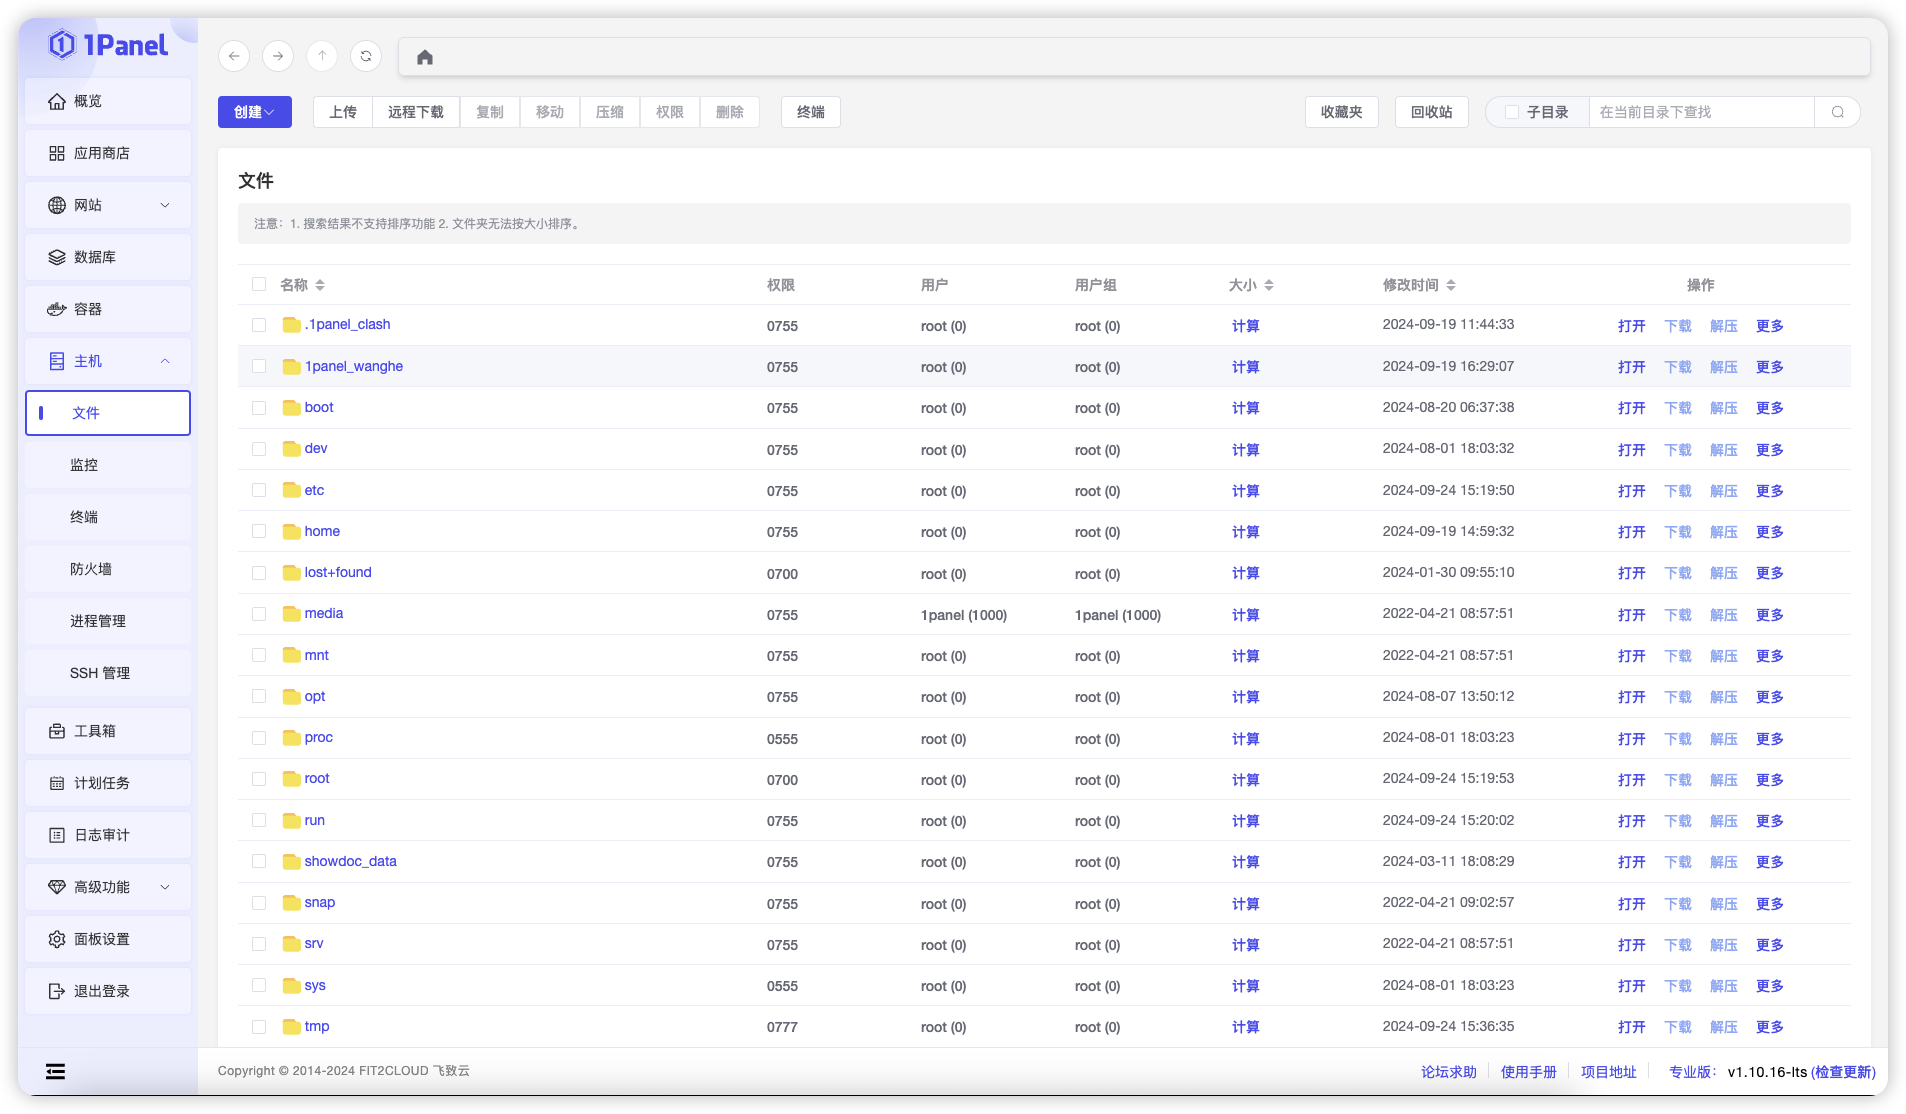 1Panel
概览
应用商店
网站
数据库
容器
主机
文件
监控
终端
防火墙
进程管理
SSH 管理
工具箱
计划任务
日志审计
高级功能
面板设置
退出登录
创建 上传 远程下载 复制 移动 压缩 权限 删除 终端 收藏夹 回收站 子目录 在当前目录下查找
文件
注意：1. 搜索结果不支持排序功能 2. 文件夹无法按大小排序。
名称 权限 用户 用户组 大小 修改时间 操作
.1panel_clash 0755 root (0) root (0) 计算 2024-09-19 11:44:33 打开 下载 解压 更多
1panel_wanghe 0755 root (0) root (0) 计算 2024-09-19 16:29:07 打开 下载 解压 更多
boot 0755 root (0) root (0) 计算 2024-08-20 06:37:38 打开 下载 解压 更多
dev 0755 root (0) root (0) 计算 2024-08-01 18:03:32 打开 下载 解压 更多
etc 0755 root (0) root (0) 计算 2024-09-24 15:19:50 打开 下载 解压 更多
home 0755 root (0) root (0) 计算 2024-09-19 14:59:32 打开 下载 解压 更多
lost+found 0700 root (0) root (0) 计算 2024-01-30 09:55:10 打开 下载 解压 更多
media 0755 1panel (1000) 1panel (1000) 计算 2022-04-21 08:57:51 打开 下载 解压 更多
mnt 0755 root (0) root (0) 计算 2022-04-21 08:57:51 打开 下载 解压 更多
opt 0755 root (0) root (0) 计算 2024-08-07 13:50:12 打开 下载 解压 更多
proc 0555 root (0) root (0) 计算 2024-08-01 18:03:23 打开 下载 解压 更多
root 0700 root (0) root (0) 计算 2024-09-24 15:19:53 打开 下载 解压 更多
run 0755 root (0) root (0) 计算 2024-09-24 15:20:02 打开 下载 解压 更多
showdoc_data 0755 root (0) root (0) 计算 2024-03-11 18:08:29 打开 下载 解压 更多
snap 0755 root (0) root (0) 计算 2022-04-21 09:02:57 打开 下载 解压 更多
srv 0755 root (0) root (0) 计算 2022-04-21 08:57:51 打开 下载 解压 更多
sys 0555 root (0) root (0) 计算 2024-08-01 18:03:23 打开 下载 解压 更多
tmp 0777 root (0) root (0) 计算 2024-09-24 15:36:35 打开 下载 解压 更多
Copyright © 2014-2024 FIT2CLOUD 飞致云 论坛求助 使用手册 项目地址 专业版： v1.10.16-lts (检查更新)